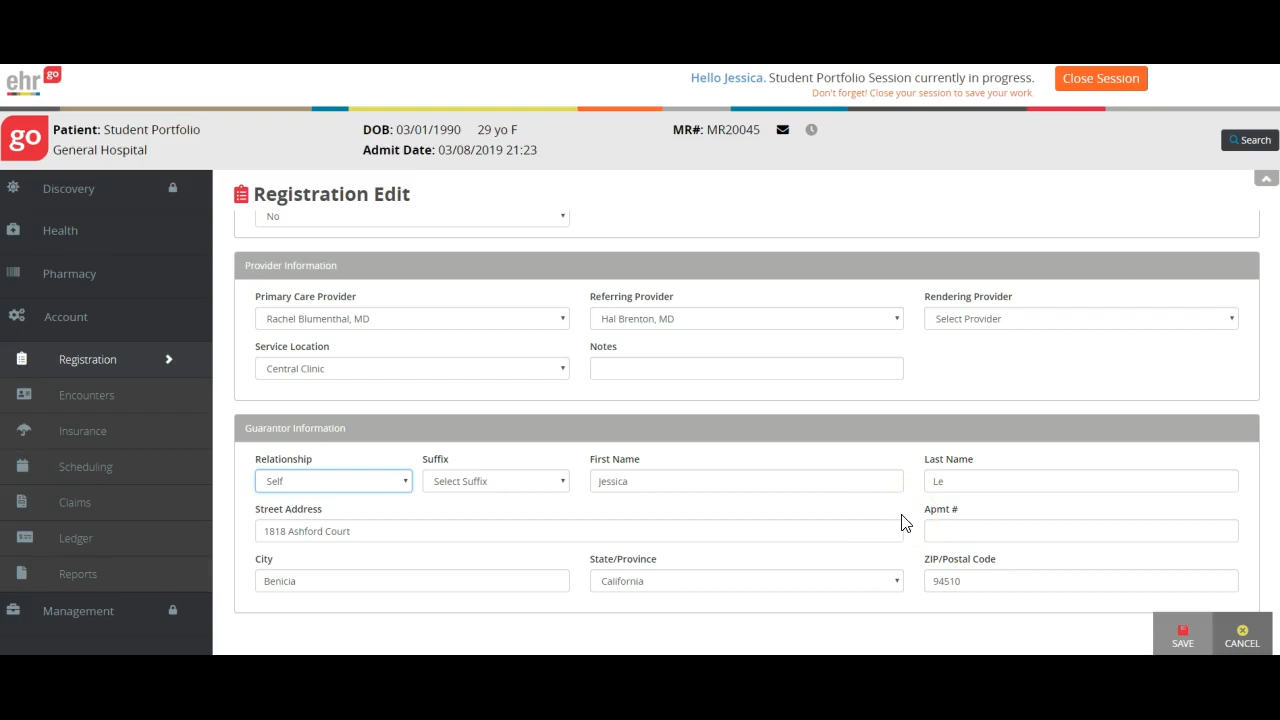 ehr go
Hello Jessica. Student Portfolio Session currently in progress.
Don't forget! Close your session to save your work.
Close Session
go
Patient: Student Portfolio
General Hospital
DOB: 03/01/1990 29 yo F
Admit Date: 03/08/2019 21:23
MR#: MR20045
Search
Discovery
Health
Pharmacy
Account
Registration
Encounters
Insurance
Scheduling
Claims
Ledger
Reports
Management
Registration Edit
No
Provider Information
Primary Care Provider Referring Provider Rendering Provider
Rachel Blumenthal, MD Hal Brenton, MD Select Provider
Service Location Notes
Central Clinic
Guarantor Information
Relationship Suffix First Name Last Name
Self Select Suffix Jessica Le
Street Address Apmt #
1818 Ashford Court
City State/Province ZIP/Postal Code
Benicia California 94510
SAVE CANCEL